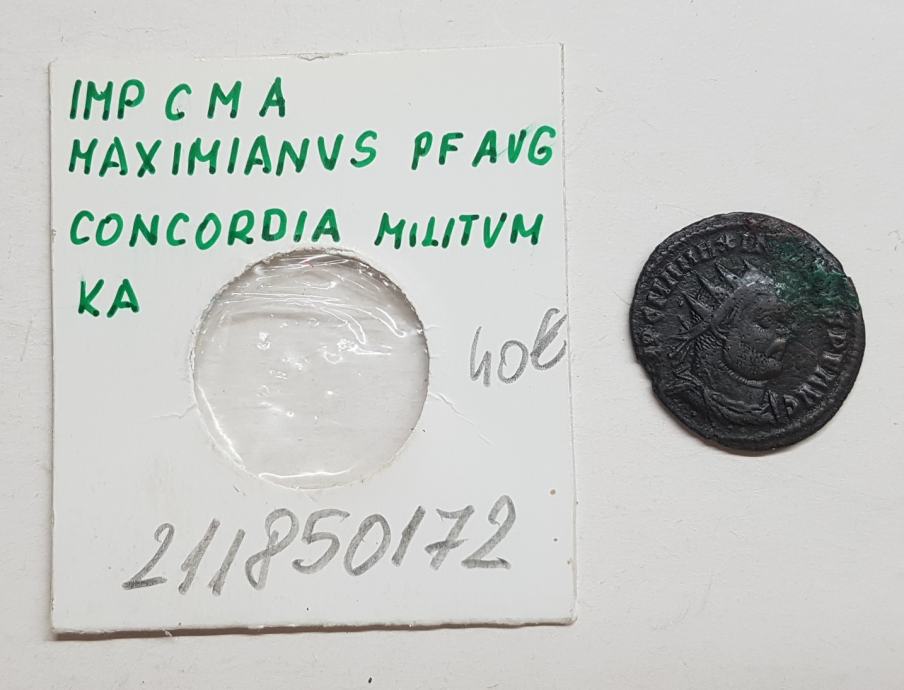 IMP C M A
MAXIMIANVS PF AVG
CONCORDIA MILITVM
KA
40€
211850172